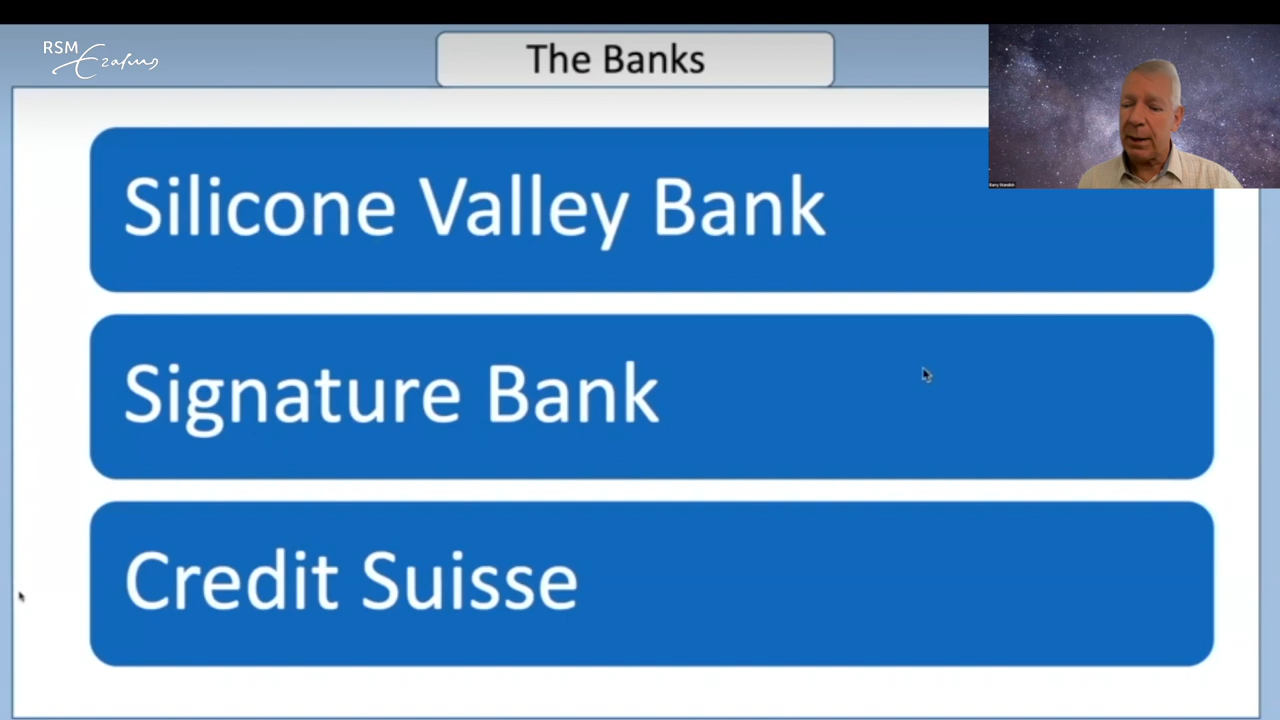 RSM
Erasmus
The Banks
Silicone Valley Bank
Signature Bank
Credit Suisse